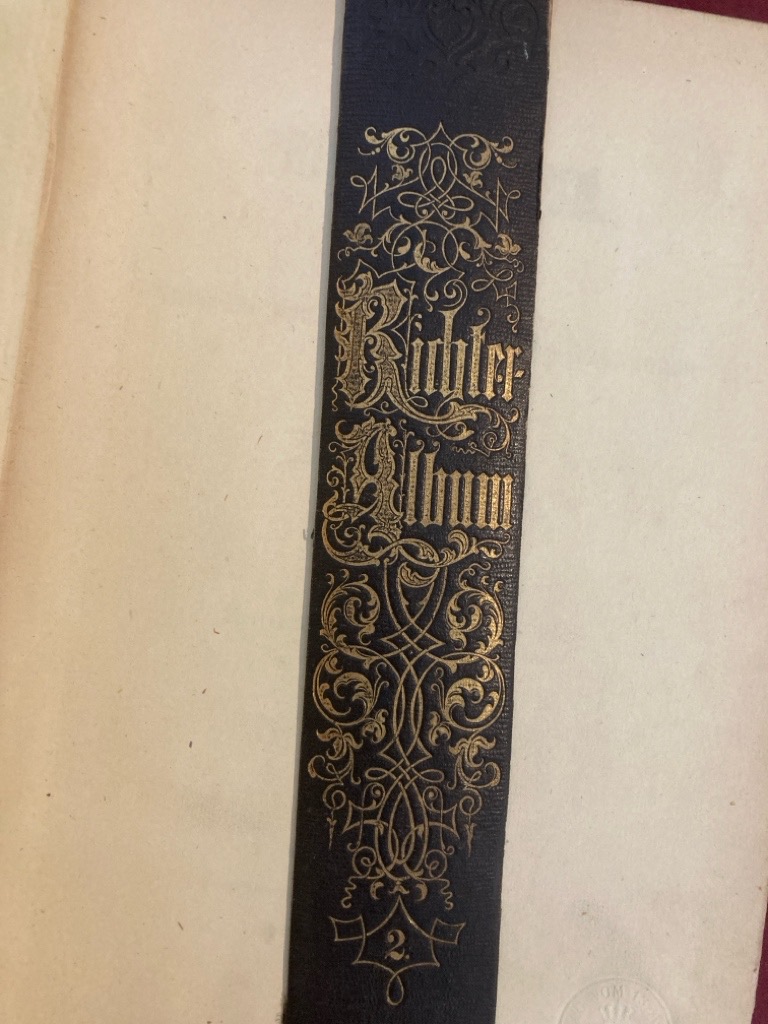 Richter-
Album
2.